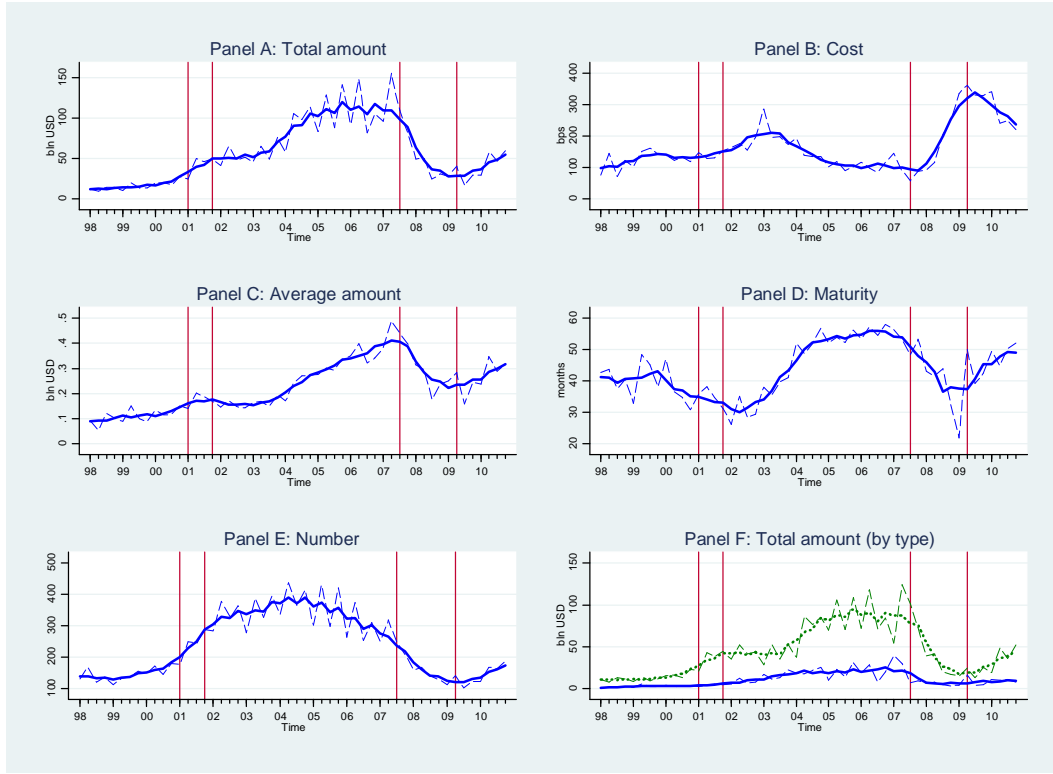 Panel A: Total amount
bln USD
0 50 100 150
98 99 00 01 02 03 04 05 06 07 08 09 10
Time
Panel B: Cost
bps
0 100 200 300 400
98 99 00 01 02 03 04 05 06 07 08 09 10
Time
Panel C: Average amount
bln USD
0 .1 .2 .3 .4 .5
98 99 00 01 02 03 04 05 06 07 08 09 10
Time
Panel D: Maturity
months
20 30 40 50 60
98 99 00 01 02 03 04 05 06 07 08 09 10
Time
Panel E: Number
100 200 300 400 500
98 99 00 01 02 03 04 05 06 07 08 09 10
Time
Panel F: Total amount (by type)
bln USD
0 50 100 150
98 99 00 01 02 03 04 05 06 07 08 09 10
Time